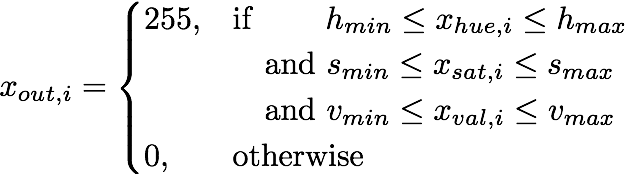 255, if h_{min} ≤ x_{hue,i} ≤ h_{max}
and s_{min} ≤ x_{sat,i} ≤ s_{max}
x_{out,i} = {
and v_{min} ≤ x_{val,i} ≤ v_{max}
0, otherwise